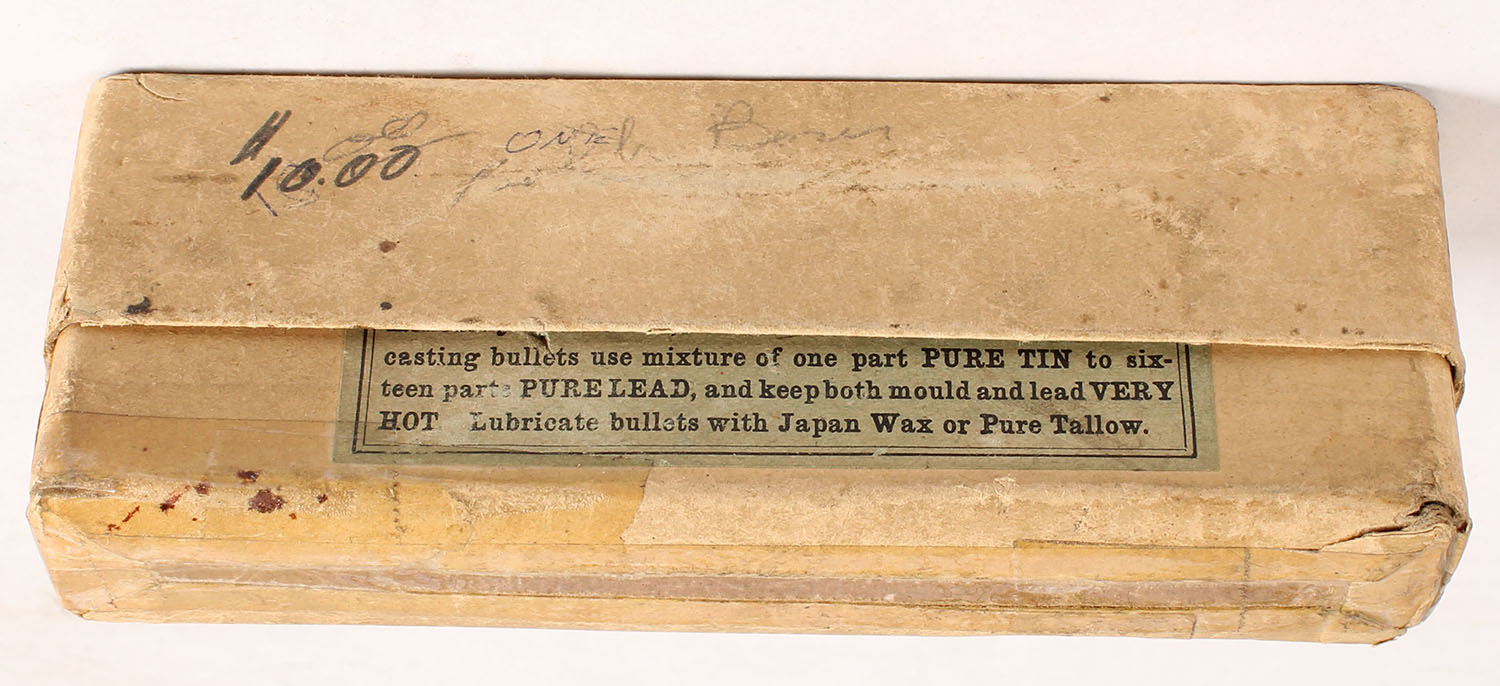 10.00 ONE
casting bullets use mixture of one part PURE TIN to six-
teen parts PURE LEAD, and keep both mould and lead VERY
HOT Lubricate bullets with Japan Wax or Pure Tallow.